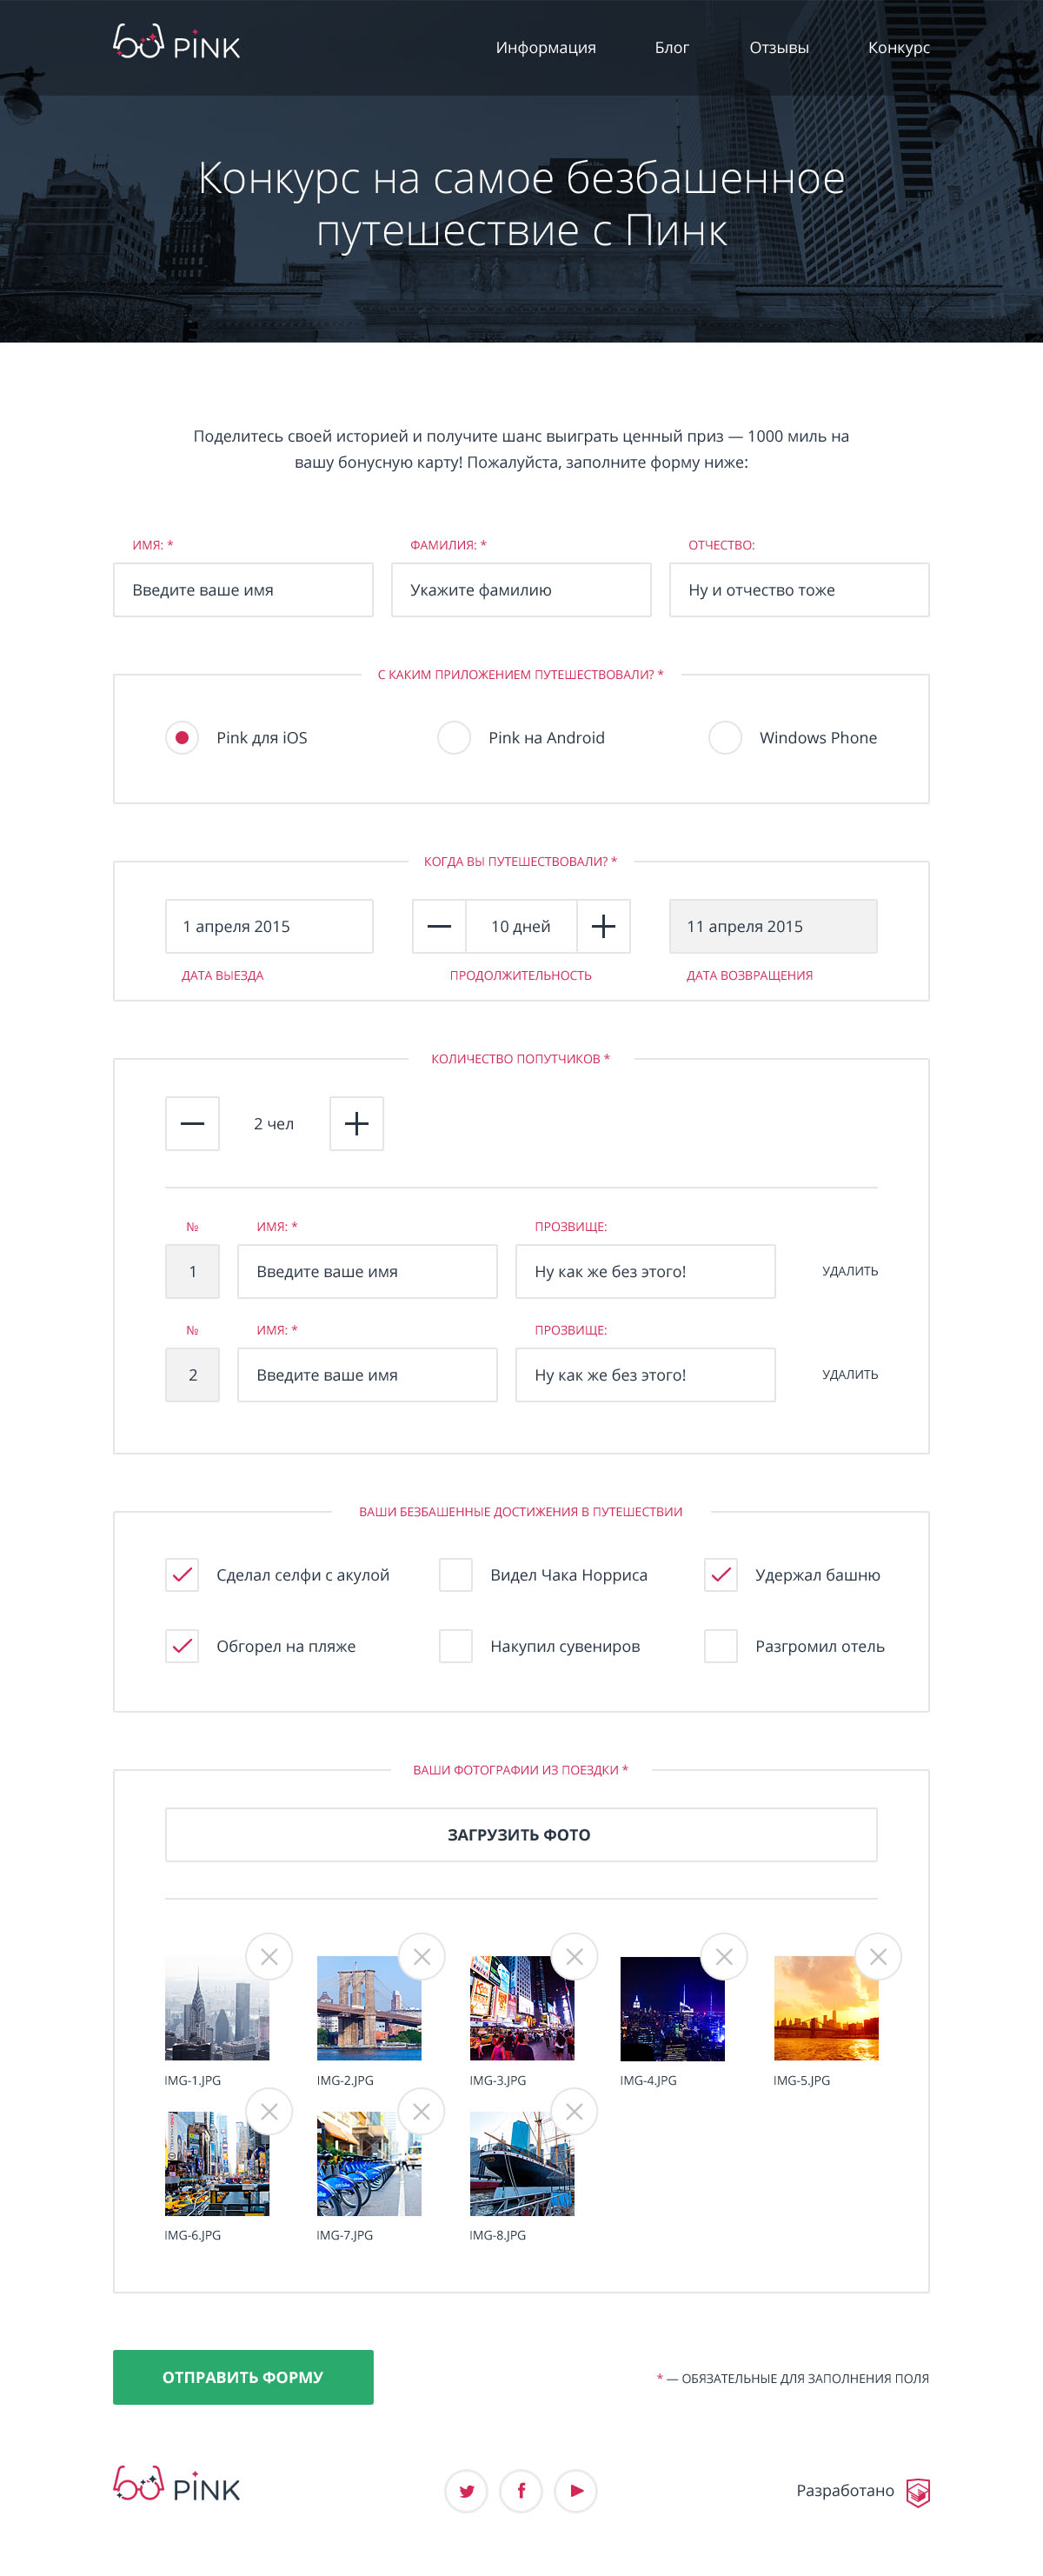 PINK
Информация Блог Отзывы Конкурс
Конкурс на самое безбашенное
путешествие с Пинк
Поделитесь своей историей и получите шанс выиграть ценный приз — 1000 миль на
вашу бонусную карту! Пожалуйста, заполните форму ниже:
ИМЯ: * ФАМИЛИЯ: * ОТЧЕСТВО:
Введите ваше имя Укажите фамилию Ну и отчество тоже
С КАКИМ ПРИЛОЖЕНИЕМ ПУТЕШЕСТВОВАЛИ? *
Pink для iOS Pink на Android Windows Phone
КОГДА ВЫ ПУТЕШЕСТВОВАЛИ? *
1 апреля 2015 10 дней 11 апреля 2015
ДАТА ВЫЕЗДА ПРОДОЛЖИТЕЛЬНОСТЬ ДАТА ВОЗВРАЩЕНИЯ
КОЛИЧЕСТВО ПОПУТЧИКОВ *
2 чел
№ ИМЯ: * ПРОЗВИЩЕ:
1 Введите ваше имя Ну как же без этого! УДАЛИТЬ
№ ИМЯ: * ПРОЗВИЩЕ:
2 Введите ваше имя Ну как же без этого! УДАЛИТЬ
ВАШИ БЕЗБАШЕННЫЕ ДОСТИЖЕНИЯ В ПУТЕШЕСТВИИ
Сделал селфи с акулой Видел Чака Норриса Удержал башню
Обгорел на пляже Накупил сувениров Разгромил отель
ВАШИ ФОТОГРАФИИ ИЗ ПОЕЗДКИ *
ЗАГРУЗИТЬ ФОТО
IMG-1.JPG IMG-2.JPG IMG-3.JPG IMG-4.JPG IMG-5.JPG
IMG-6.JPG IMG-7.JPG IMG-8.JPG
ОТПРАВИТЬ ФОРМУ
* — ОБЯЗАТЕЛЬНЫЕ ДЛЯ ЗАПОЛНЕНИЯ ПОЛЯ
PINK
Разработано